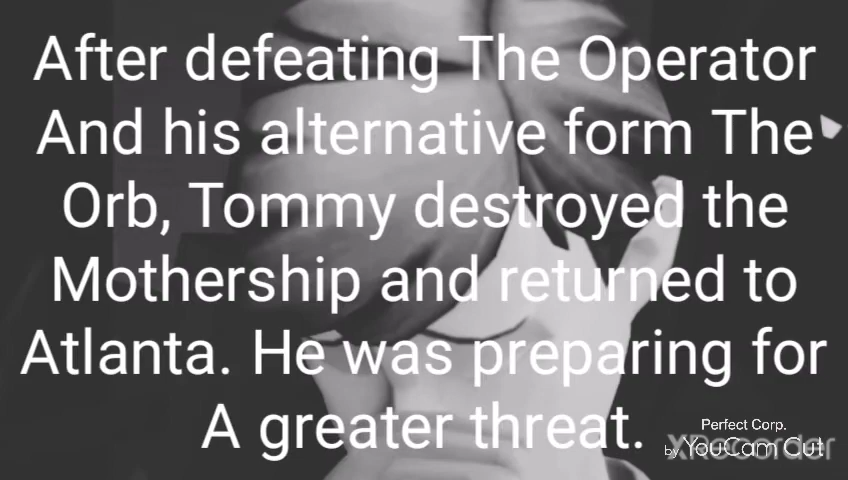 After defeating The Operator
And his alternative form The
Orb, Tommy destroyed the
Mothership and returned to
Atlanta. He was preparing for
A greater threat.
Perfect Corp.
XRecorder
by YouCam Cut